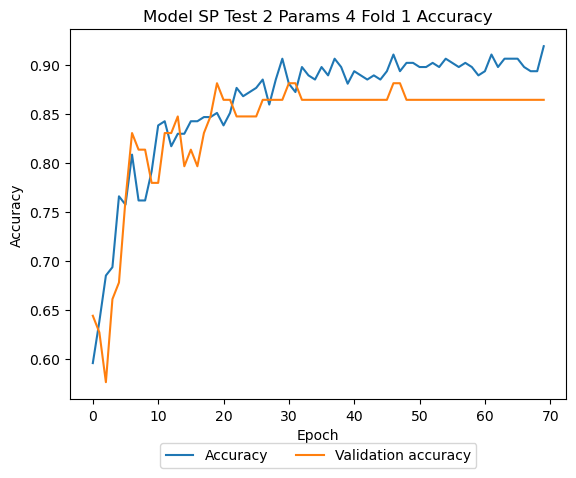 Model SP Test 2 Params 4 Fold 1 Accuracy
0.90
0.85
0.80
0.75
0.70
0.65
0.60
Accuracy
0 10 20 30 40 50 60 70
Epoch
Accuracy Validation accuracy